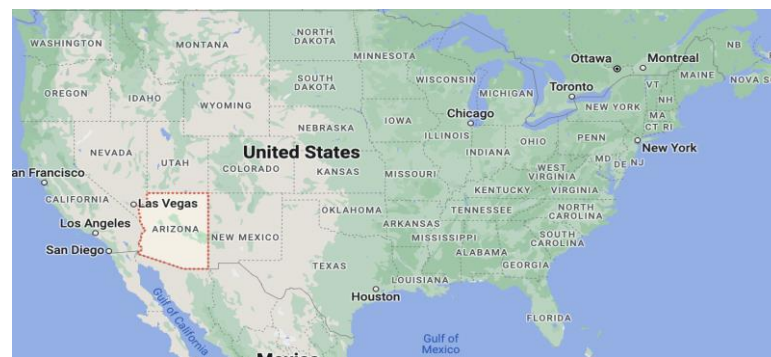 WASHINGTON
MONTANA
NORTH
DAKOTA
MINNESOTA
Ottawa
Montreal
NB
MAINE
NOVA S
OREGON
IDAHO
SOUTH
DAKOTA
WISCONSIN
MICHIGAN
Toronto
VT
NH
NEW YORK
MA
CT RI
WYOMING
IOWA
Chicago
NEBRASKA
ILLINOIS
INDIANA
OHIO
PENN
New York
NEVADA
UTAH
COLORADO
United States
KANSAS
MISSOURI
WEST
VIRGINIA
MD
DE
NJ
an Francisco
CALIFORNIA
KENTUCKY
VIRGINIA
Las Vegas
OKLAHOMA
TENNESSEE
NORTH
CAROLINA
Los Angeles
ARIZONA
NEW MEXICO
ARKANSAS
MISSISSIPPI
SOUTH
CAROLINA
San Diego
TEXAS
ALABAMA
GEORGIA
LOUISIANA
Houston
FLORIDA
Gulf of
California
Gulf of
Mexico
Mexico